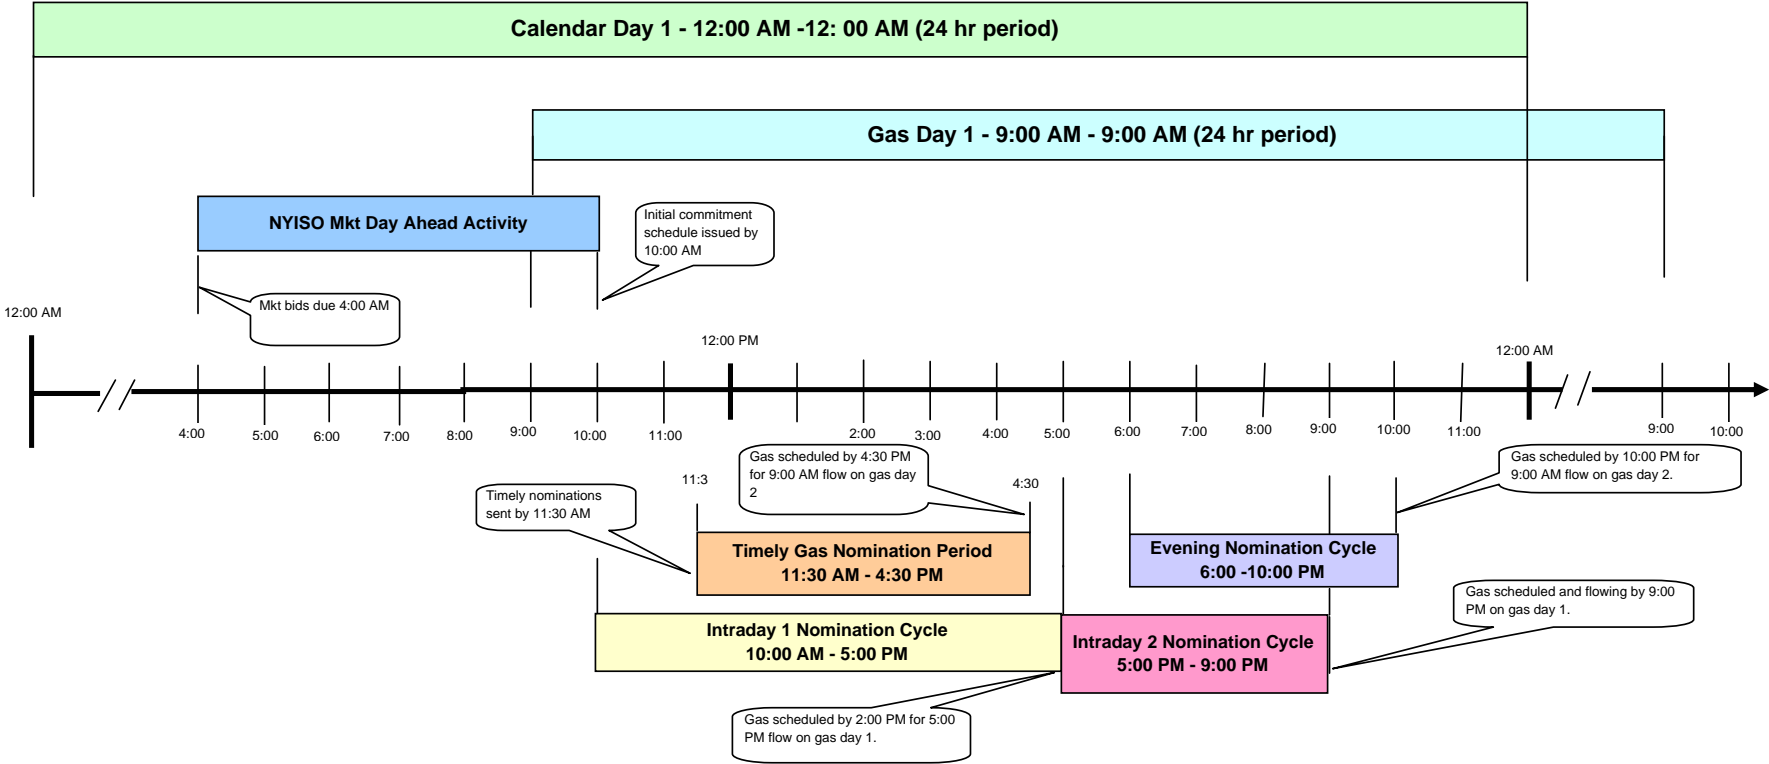 Calendar Day 1 - 12:00 AM -12: 00 AM (24 hr period)
Gas Day 1 - 9:00 AM - 9:00 AM (24 hr period)
NYISO Mkt Day Ahead Activity
Initial commitment
schedule issued by
10:00 AM
Mkt bids due 4:00 AM
12:00 AM
12:00 PM
12:00 AM
4:00
5:00
6:00
7:00
8:00
9:00
10:00
11:00
2:00
3:00
4:00
5:00
6:00
7:00
8:00
9:00
10:00
11:00
9:00
10:00
Gas scheduled by 4:30 PM
for 9:00 AM flow on gas day
2
Gas scheduled by 10:00 PM for
9:00 AM flow on gas day 2.
11:3
4:30
Timely nominations
sent by 11:30 AM
Timely Gas Nomination Period
11:30 AM - 4:30 PM
Evening Nomination Cycle
6:00 -10:00 PM
Gas scheduled and flowing by 9:00
PM on gas day 1.
Intraday 1 Nomination Cycle
10:00 AM - 5:00 PM
Intraday 2 Nomination Cycle
5:00 PM - 9:00 PM
Gas scheduled by 2:00 PM for 5:00
PM flow on gas day 1.